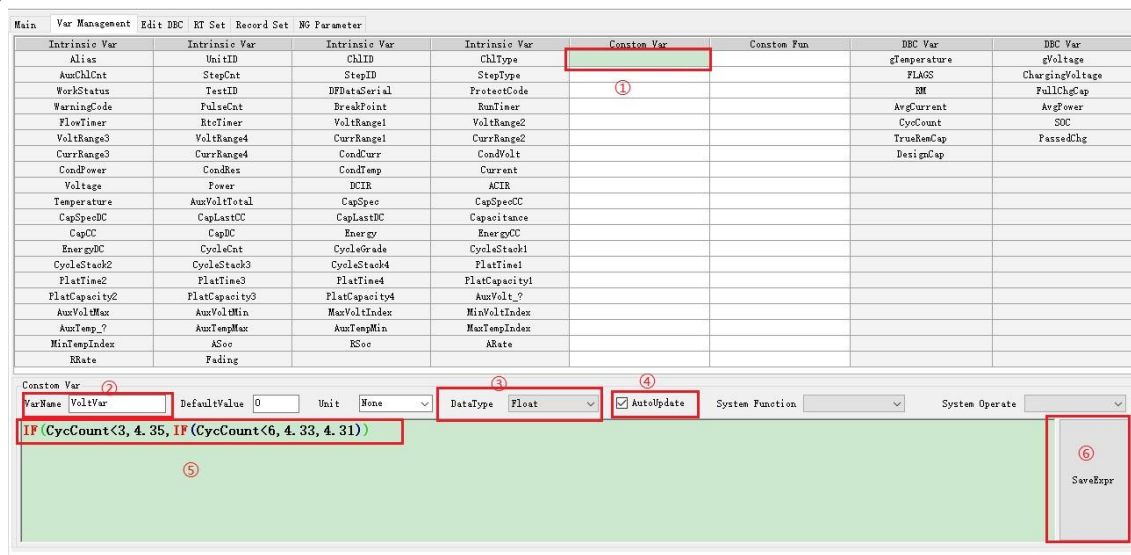 Main Var Management Edit DBC RT Set Record Set NG Parameter
Intrinsic Var Intrinsic Var Intrinsic Var Intrinsic Var Constom Var Constom Fun DBC Var DBC Var
Alias UnitID ChlID ChlType gTemperature gVoltage
AuxChlCnt StepCnt StepID StepType FLAGS ChargingVoltage
①
WorkStatus TestID DFDataSerial ProtectCode RM FullChgCap
WarningCode PulseCnt BreakPoint RunTimer AvgCurrent AvgPower
FlowTimer RtcTimer VoltRange1 VoltRange2 CycCount SOC
VoltRange3 VoltRange4 CurrRange1 CurrRange2 TrueRemCap PassedChg
CurrRange3 CurrRange4 CondCurr CondVolt DesignCap
CondPower CondRes CondTemp Current
Voltage Power DCIR ACIR
Temperature AuxVoltTotal CapSpec CapSpecCC
CapSpecDC CapLastCC CapLastDC Capacitance
CapCC CapDC Energy EnergyCC
EnergyDC CycleCnt CycleGrade CycleStack1
CycleStack2 CycleStack3 CycleStack4 PlatTime1
PlatTime2 PlatTime3 PlatTime4 PlatCapacity1
PlatCapacity2 PlatCapacity3 PlatCapacity4 AuxVolt_?
AuxVoltMax AuxVoltMin MaxVoltIndex MinVoltIndex
AuxTemp_? AuxTempMax AuxTempMin MaxTempIndex
MinTempIndex ASoc RSoc ARate
RRate Fading
Constom Var
② ③ ④
VarName VoltVar DefaultValue 0 Unit None DataType Float AutoUpdate System Function System Operate
IF(CycCount<3,4.35,IF(CycCount<6,4.33,4.31))
⑤
⑥
SaveExpr